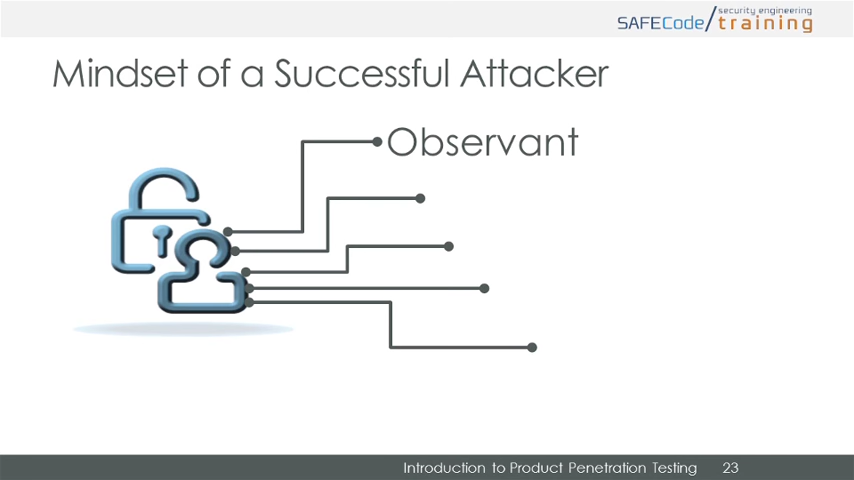 security engineering
SAFECode/training
Mindset of a Successful Attacker
Observant
Introduction to Product Penetration Testing 23